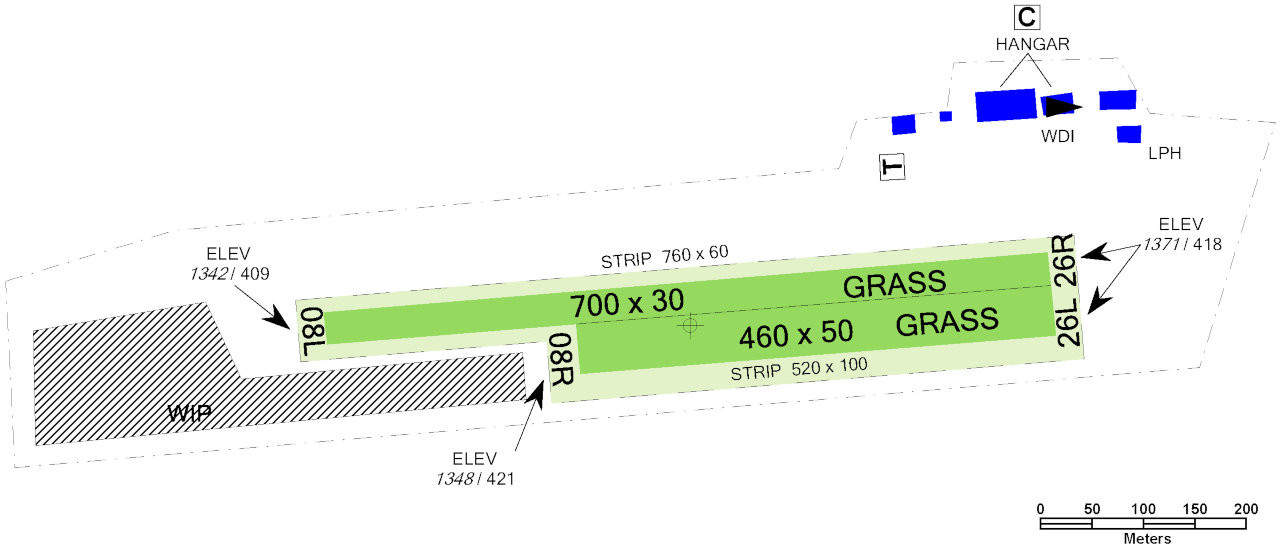 C
HANGAR
WDI
LPH
T
ELEV
1371 / 418
ELEV
1342 / 409
STRIP 760 x 60
26R
GRASS
700 x 30
08L
26L
GRASS
460 x 50
08R
STRIP 520 x 100
WIP
ELEV
1348 / 421
0 50 100 150 200
Meters